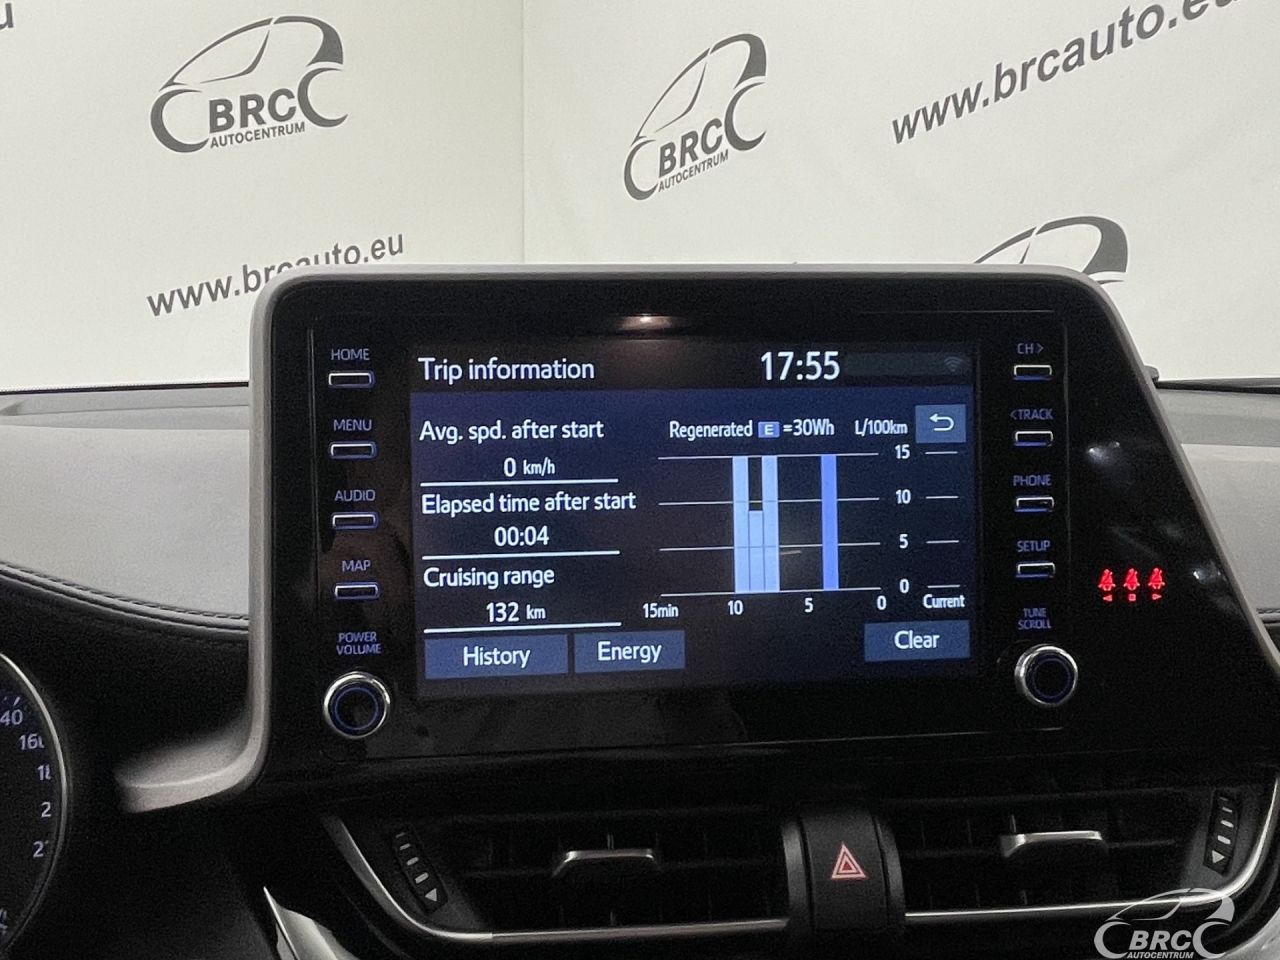 BRC
AUTOCENTRUM
www.brcauto.eu
BRC
AUTOCENTRUM
www.brcauto.eu
HOME
MENU
AUDIO
MAP
POWER
VOLUME
Trip information
17:55
Avg. spd. after start
0 km/h
Elapsed time after start
00:04
Cruising range
132 km
History
Energy
Regenerated E =30Wh
L/100km
15
10
5
0
15min 10 5 0 Current
Clear
CH >
<TRACK
PHONE
SETUP
TUNE
SCROLL
40
160
BRC
AUTOCENTRUM